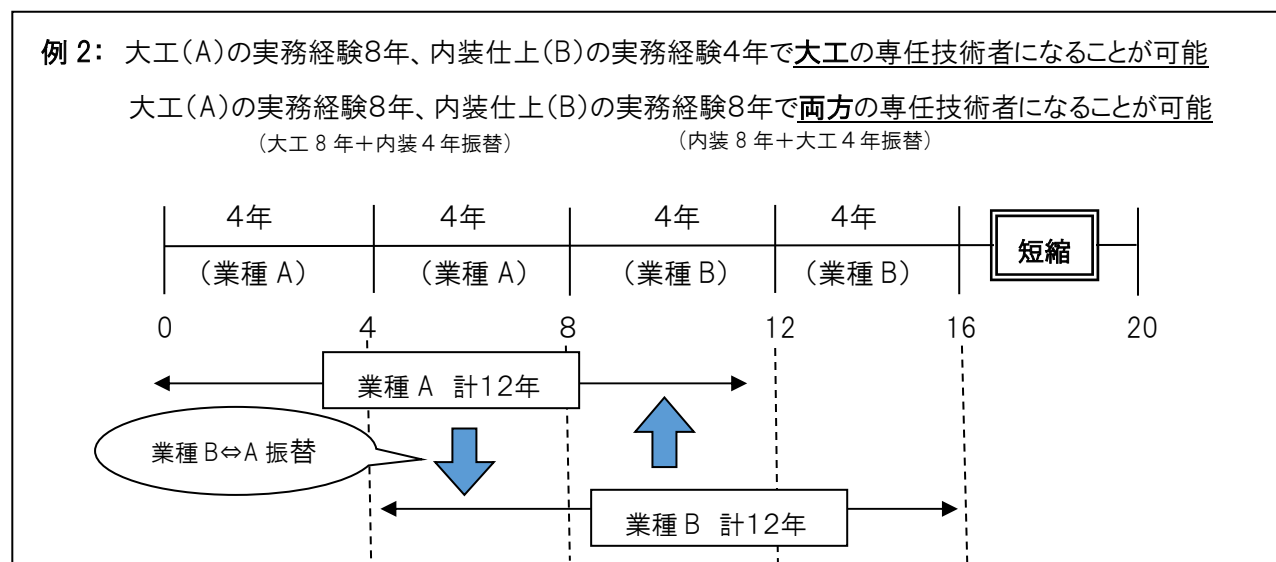 例 2： 大工（A）の実務経験8年、内装仕上（B）の実務経験4年で大工の専任技術者になることが可能
大工（A）の実務経験8年、内装仕上（B）の実務経験8年で両方の専任技術者になることが可能
（大工 8 年＋内装 4 年振替） （内装 8 年＋大工 4 年振替）
4年 4年 4年 4年
短縮
（業種 A） （業種 A） （業種 B） （業種 B）
0 4 8 12 16 20
業種 A 計12年
業種 B⇔A 振替
業種 B 計12年